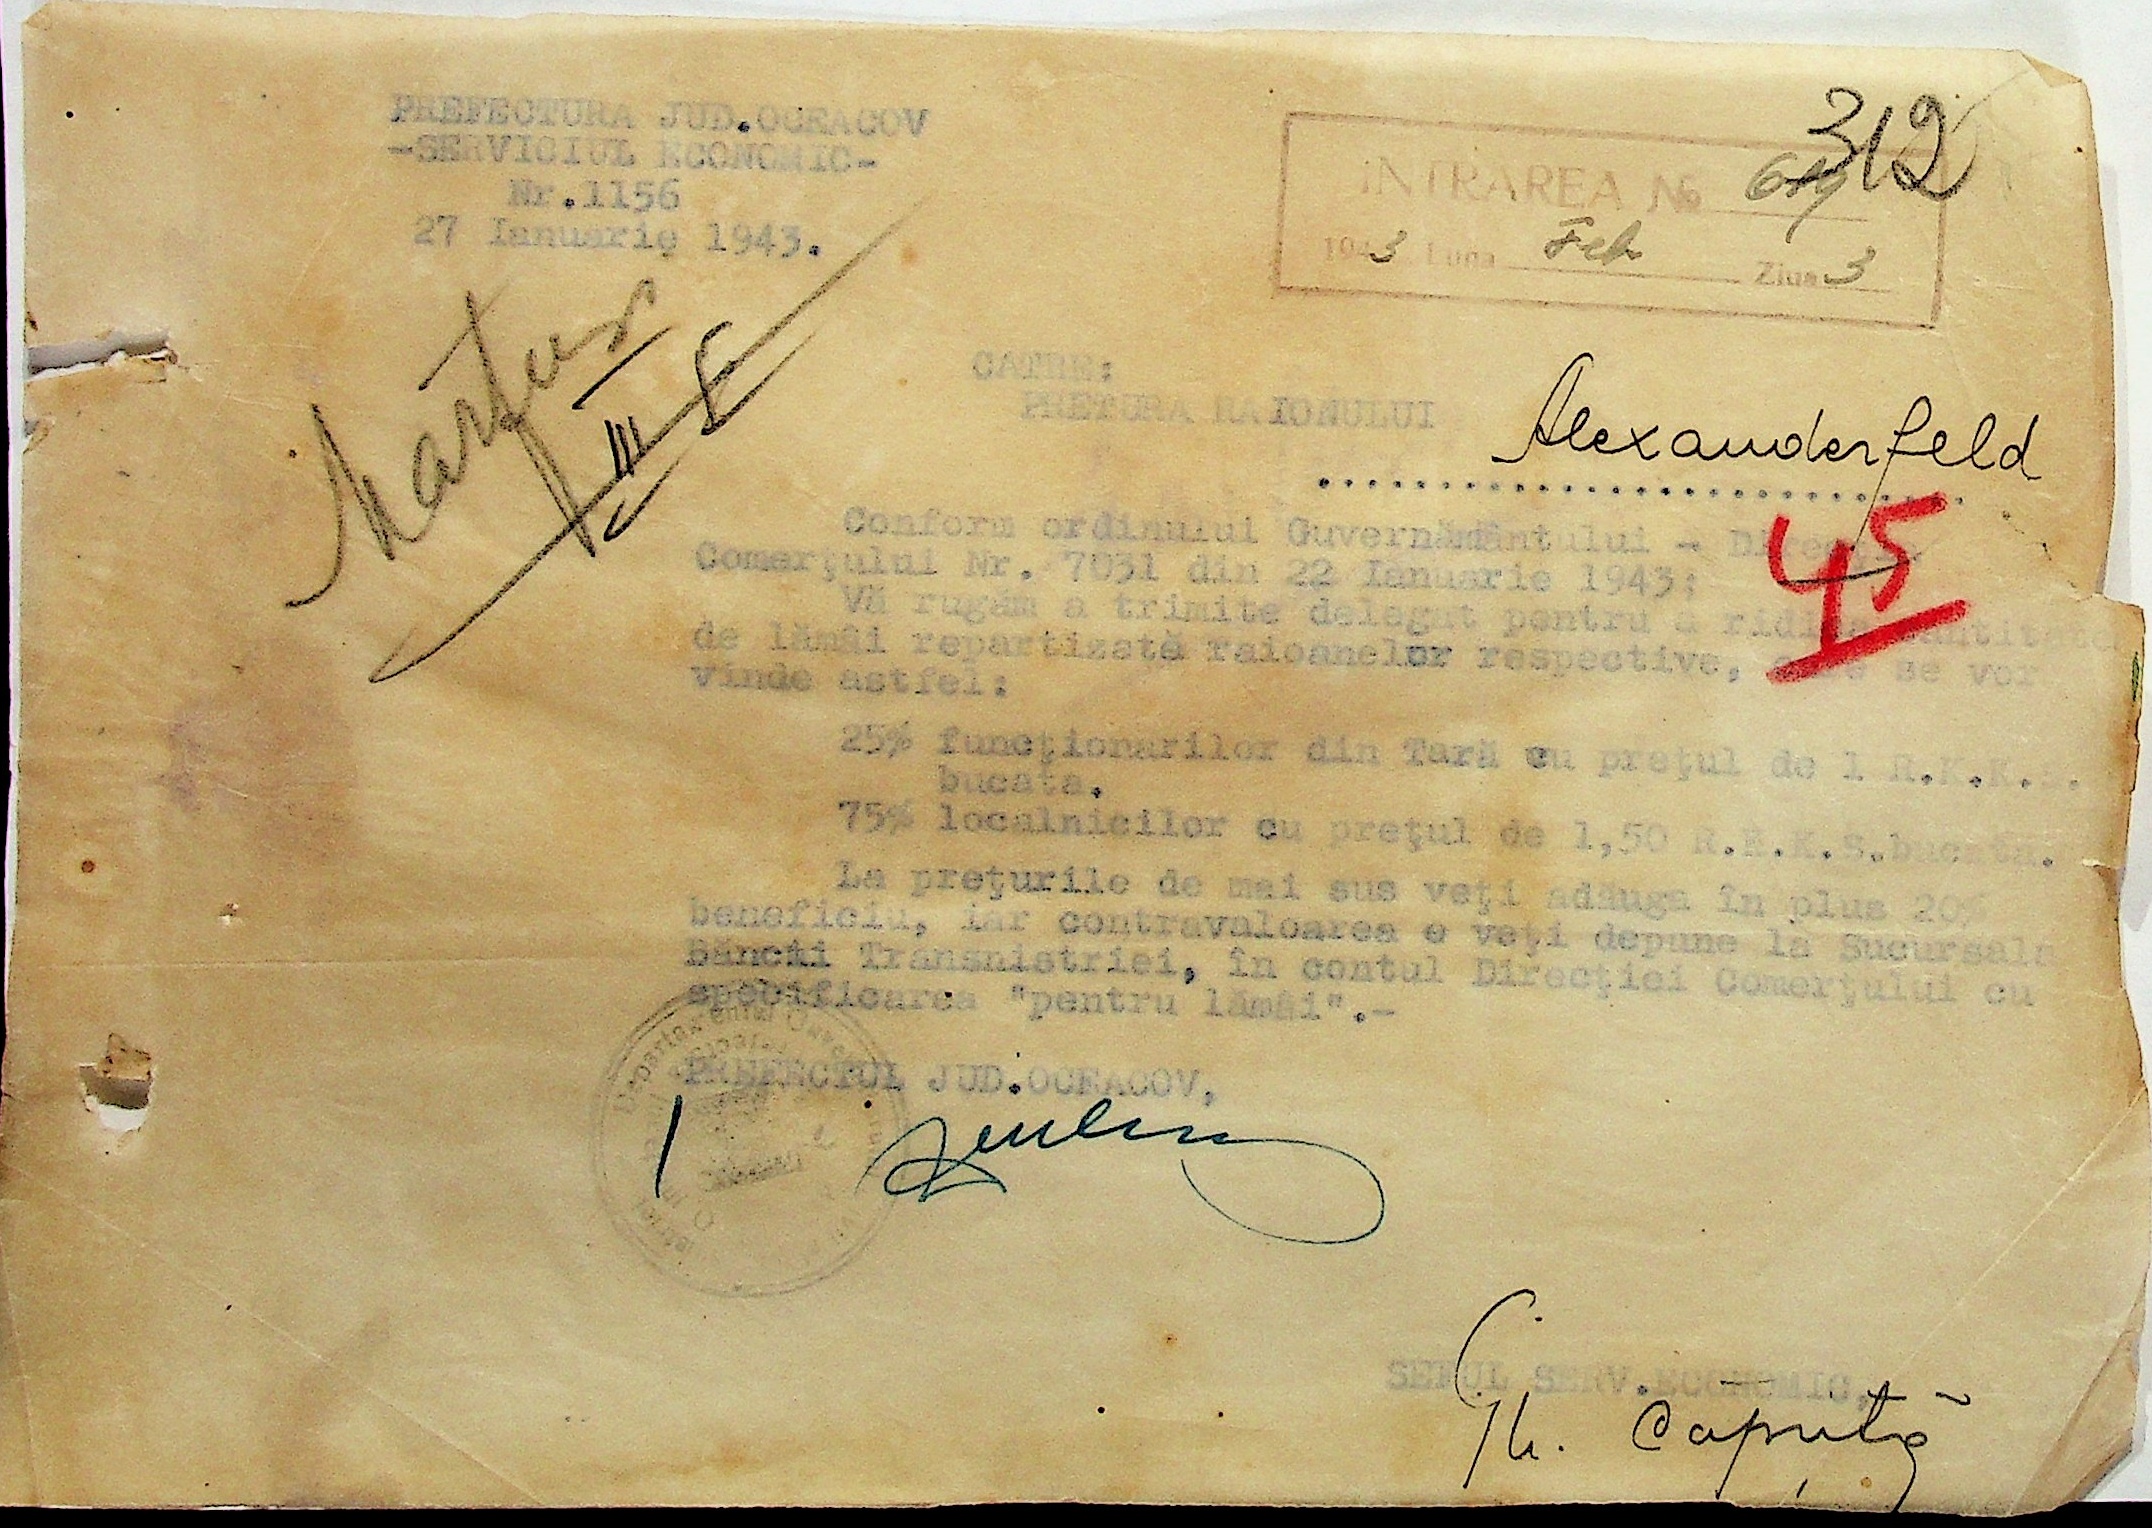 PREFECTURA JUD.OCEACOV
-SERVICIUL ECONOMIC-
Nr.1156
27 Ianuarie 1943.
312
INTRAREA №
1943 Luna Feb Ziua 3
CATRE:
PRETURA RAIONULUI
Alexanderfeld
45
Conform ordinului Guvernământului - Direcţia
Comerţului Nr. 7031 din 22 Ianuarie 1943;
Vă rugăm a trimite delegat pentru a ridica cantitatea
de lămâi repartizată raioanelor respective, care se vor
vinde astfel:
25% funcţionarilor din Tară cu preţul de 1 R.K.K.S.
bucata.
75% localnicilor cu preţul de 1,50 R.K.K.S.bucata.
La preţurile de mai sus veţi adăuga în plus 20%
beneficiu, iar contravaloarea o veţi depune la Sucursala
Băncii Transnistriei, în contul Direcţiei Comerţului cu
specificarea "pentru lămâi".-
PREFECTUL JUD.OCEACOV,
SEFUL SERV.ECONOMIC,
Gh. Caputā